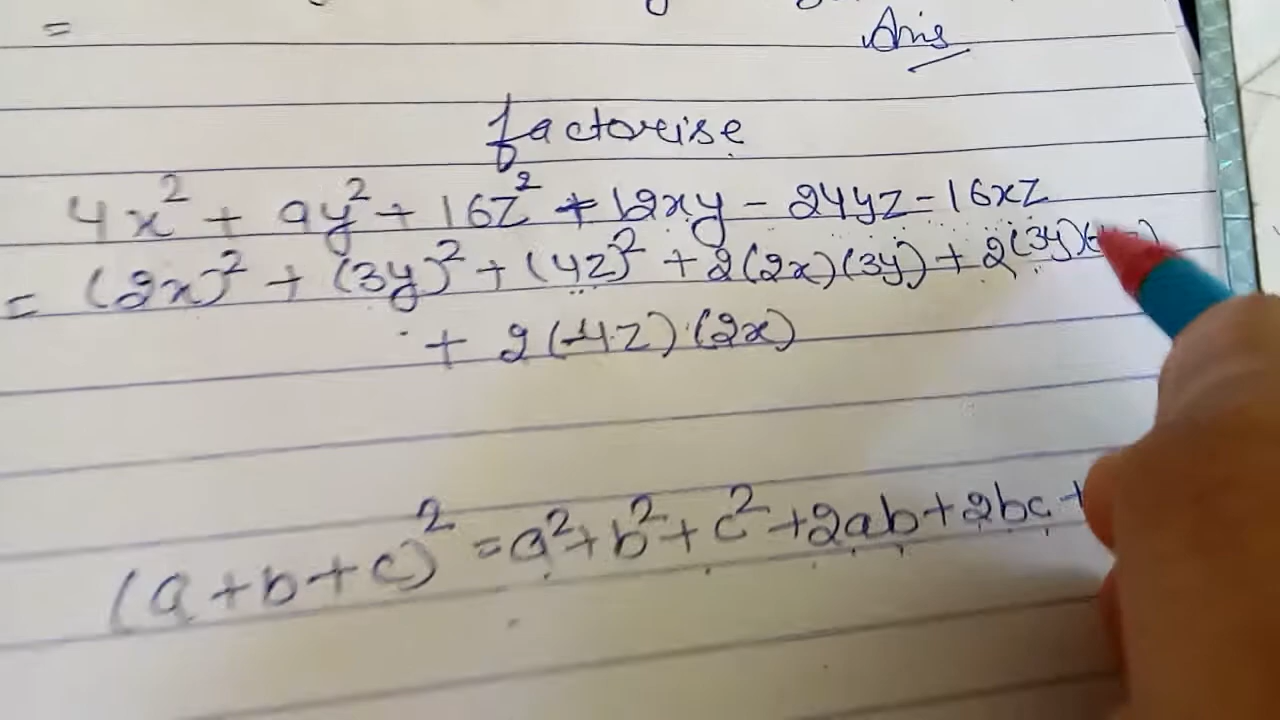 =
Ans
factorise
4x² + 9y² + 16z² + 12xy - 24yz - 16xz
= (2x)² + (3y)² + (4z)² + 2(2x)(3y) + 2(3y)
+ 2(-4z).(2x)
(a+b+c)² = a²+b²+c²+2ab+2bc+